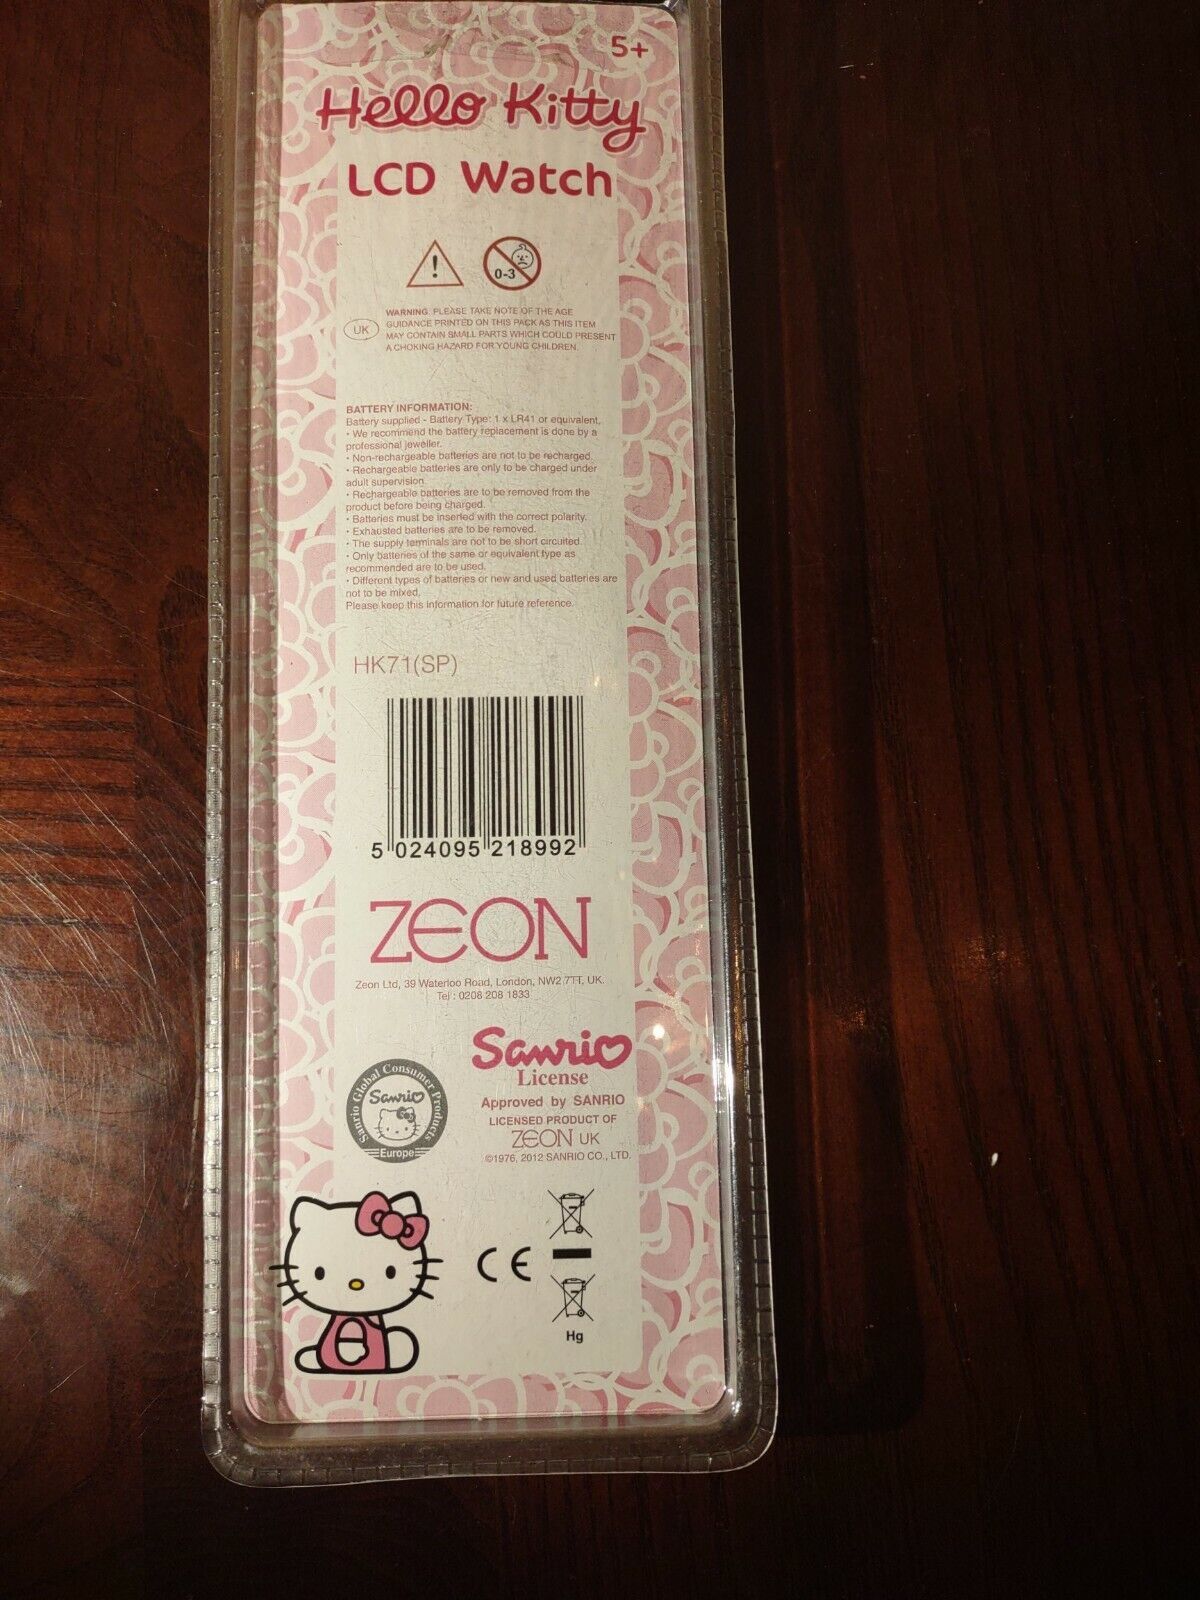 5+
Hello Kitty
LCD Watch
!
0-3
UK
WARNING: PLEASE TAKE NOTE OF THE AGE
GUIDANCE PRINTED ON THIS PACK AS THIS ITEM
MAY CONTAIN SMALL PARTS WHICH COULD PRESENT
A CHOKING HAZARD FOR YOUNG CHILDREN.
BATTERY INFORMATION:
Battery supplied - Battery Type: 1 x LR41 or equivalent.
• We recommend the battery replacement is done by a
professional jeweller.
• Non-rechargeable batteries are not to be recharged.
• Rechargeable batteries are only to be charged under
adult supervision.
• Rechargeable batteries are to be removed from the
product before being charged.
• Batteries must be inserted with the correct polarity.
• Exhausted batteries are to be removed.
• The supply terminals are not to be short circuited.
• Only batteries of the same or equivalent type as
recommended are to be used.
• Different types of batteries or new and used batteries are
not to be mixed.
Please keep this information for future reference.
HK71(SP)
5 024095 218992
ZEON
Zeon Ltd, 39 Waterloo Road, London, NW2 7TT, UK.
Tel : 0208 208 1833
Sanrio
License
Approved by SANRIO
LICENSED PRODUCT OF
ZEON UK
©1976, 2012 SANRIO CO., LTD.
Sanrio Global Consumer Products
Sanrio
Europe
CE
Hg